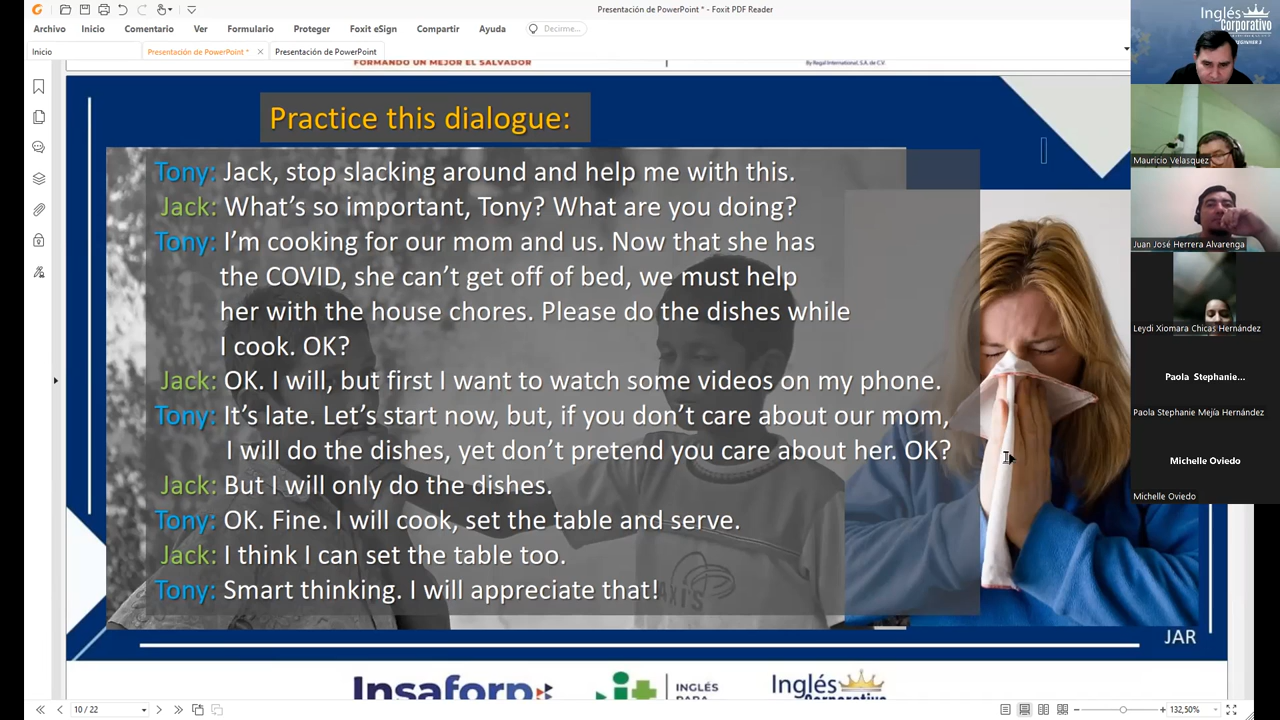 Presentación de PowerPoint * - Foxit PDF Reader
Archivo Inicio Comentario Ver Formulario Proteger Foxit eSign Compartir Ayuda Decirme...
Inicio Presentación de PowerPoint * Presentación de PowerPoint
FORMANDO UN MEJOR EL SALVADOR
By Regal International, S.A. de C.V.
Practice this dialogue:
Tony: Jack, stop slacking around and help me with this.
Jack: What's so important, Tony? What are you doing?
Tony: I'm cooking for our mom and us. Now that she has
the COVID, she can't get off of bed, we must help
her with the house chores. Please do the dishes while
I cook. OK?
Jack: OK. I will, but first I want to watch some videos on my phone.
Tony: It's late. Let's start now, but, if you don't care about our mom,
I will do the dishes, yet don't pretend you care about her. OK?
Jack: But I will only do the dishes.
Tony: OK. Fine. I will cook, set the table and serve.
Jack: I think I can set the table too.
Tony: Smart thinking. I will appreciate that!
AXIS
JAR
Insaforp
INGLÉS
PARA
Inglés
Corporativo
10 / 22
132,50%
Inglés
Corporativo
BEGINNER 2
Mauricio Velasquez
Juan José Herrera Alvarenga
Leydi Xiomara Chicas Hernández
Paola Stephanie...
Paola Stephanie Mejía Hernández
Michelle Oviedo
Michelle Oviedo